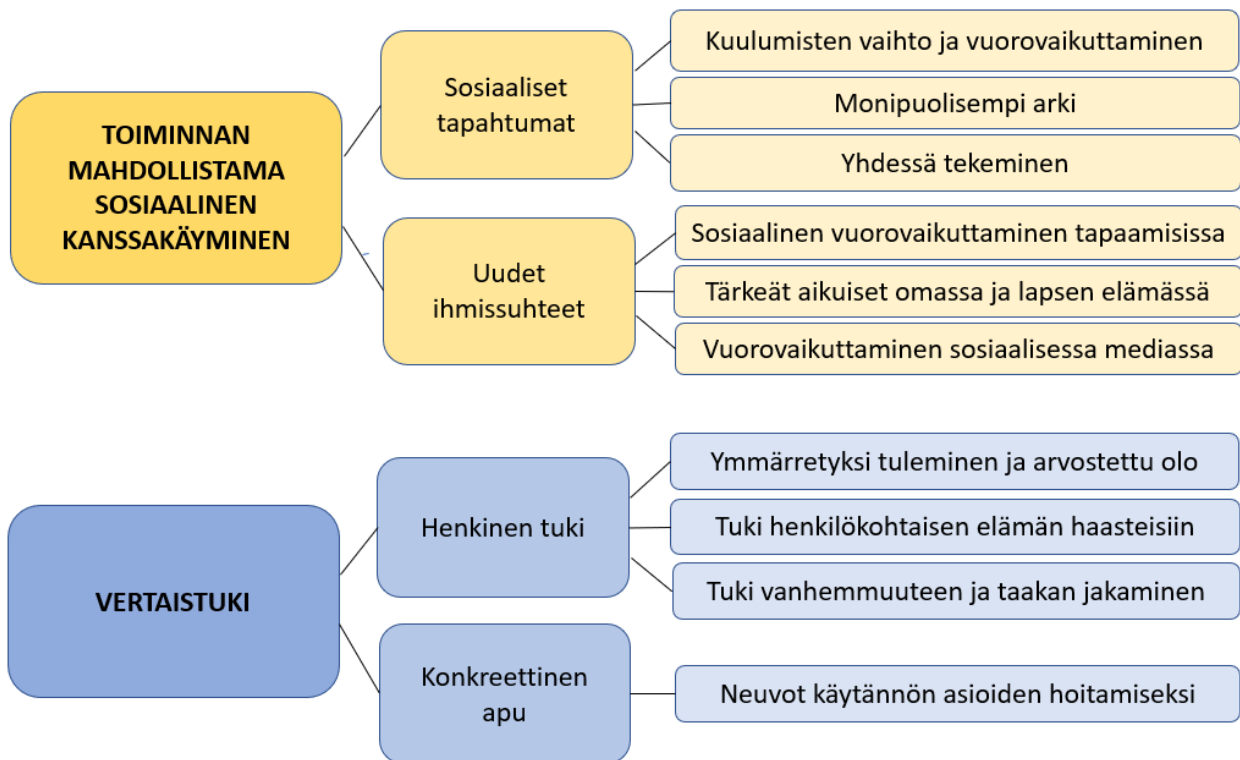 TOIMINNAN
MAHDOLLISTAMA
SOSIAALINEN
KANSSAKÄYMINEN
Sosiaaliset
tapahtumat
Kuulumisten vaihto ja vuorovaikuttaminen
Monipuolisempi arki
Yhdessä tekeminen
Uudet
ihmissuhteet
Sosiaalinen vuorovaikuttaminen tapaamisissa
Tärkeät aikuiset omassa ja lapsen elämässä
Vuorovaikuttaminen sosiaalisessa mediassa
VERTAISTUKI
Henkinen tuki
Ymmärretyksi tuleminen ja arvostettu olo
Tuki henkilökohtaisen elämän haasteisiin
Tuki vanhemmuuteen ja taakan jakaminen
Konkreettinen
apu
Neuvot käytännön asioiden hoitamiseksi